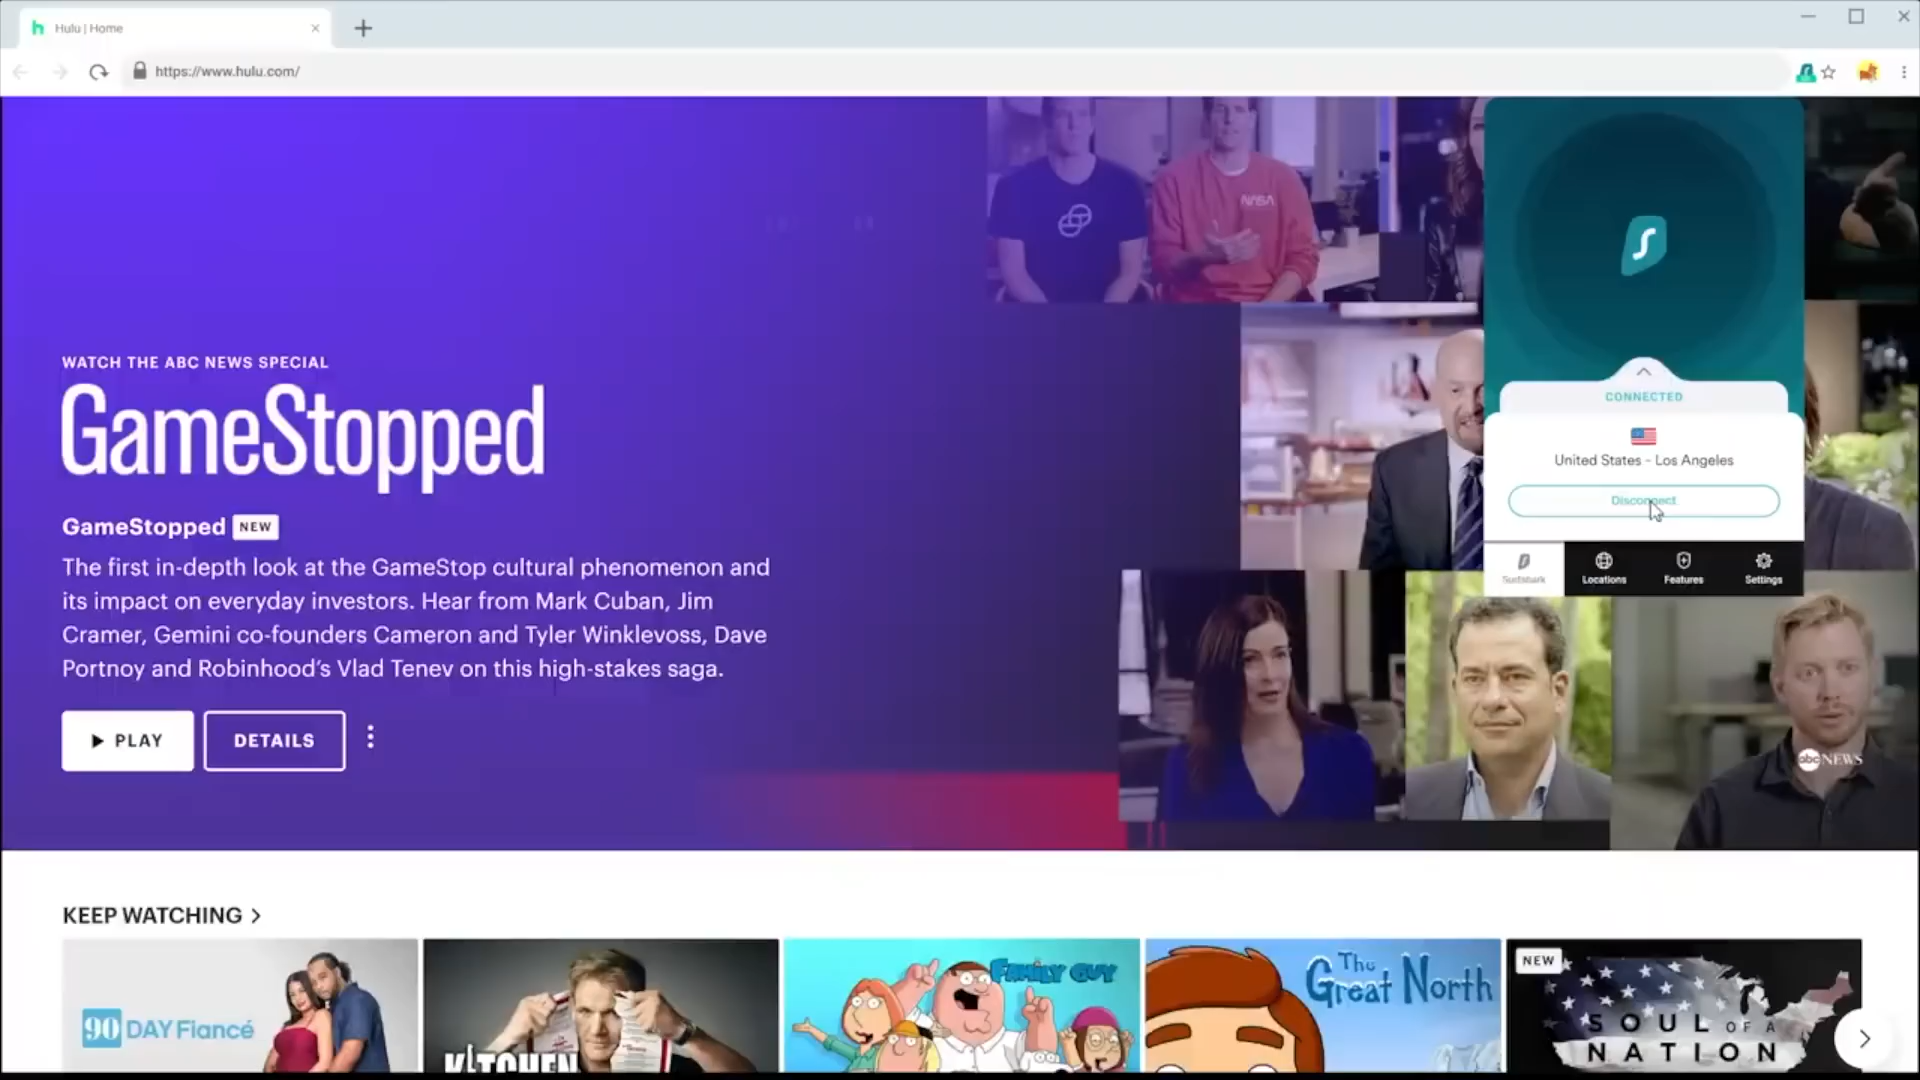 Hulu | Home
https://www.hulu.com/
NASA
WATCH THE ABC NEWS SPECIAL
GameStopped
GameStopped NEW
The first in-depth look at the GameStop cultural phenomenon and
its impact on everyday investors. Hear from Mark Cuban, Jim
Cramer, Gemini co-founders Cameron and Tyler Winklevoss, Dave
Portnoy and Robinhood's Vlad Tenev on this high-stakes saga.
PLAY
DETAILS
CONNECTED
United States - Los Angeles
Disconnect
Surfshark
Locations
Features
Settings
abc NEWS
KEEP WATCHING >
90 DAY Fiancé
KITCHEN
FAMILY GUY
The
Great North
NEW
SOUL OF A
NATION